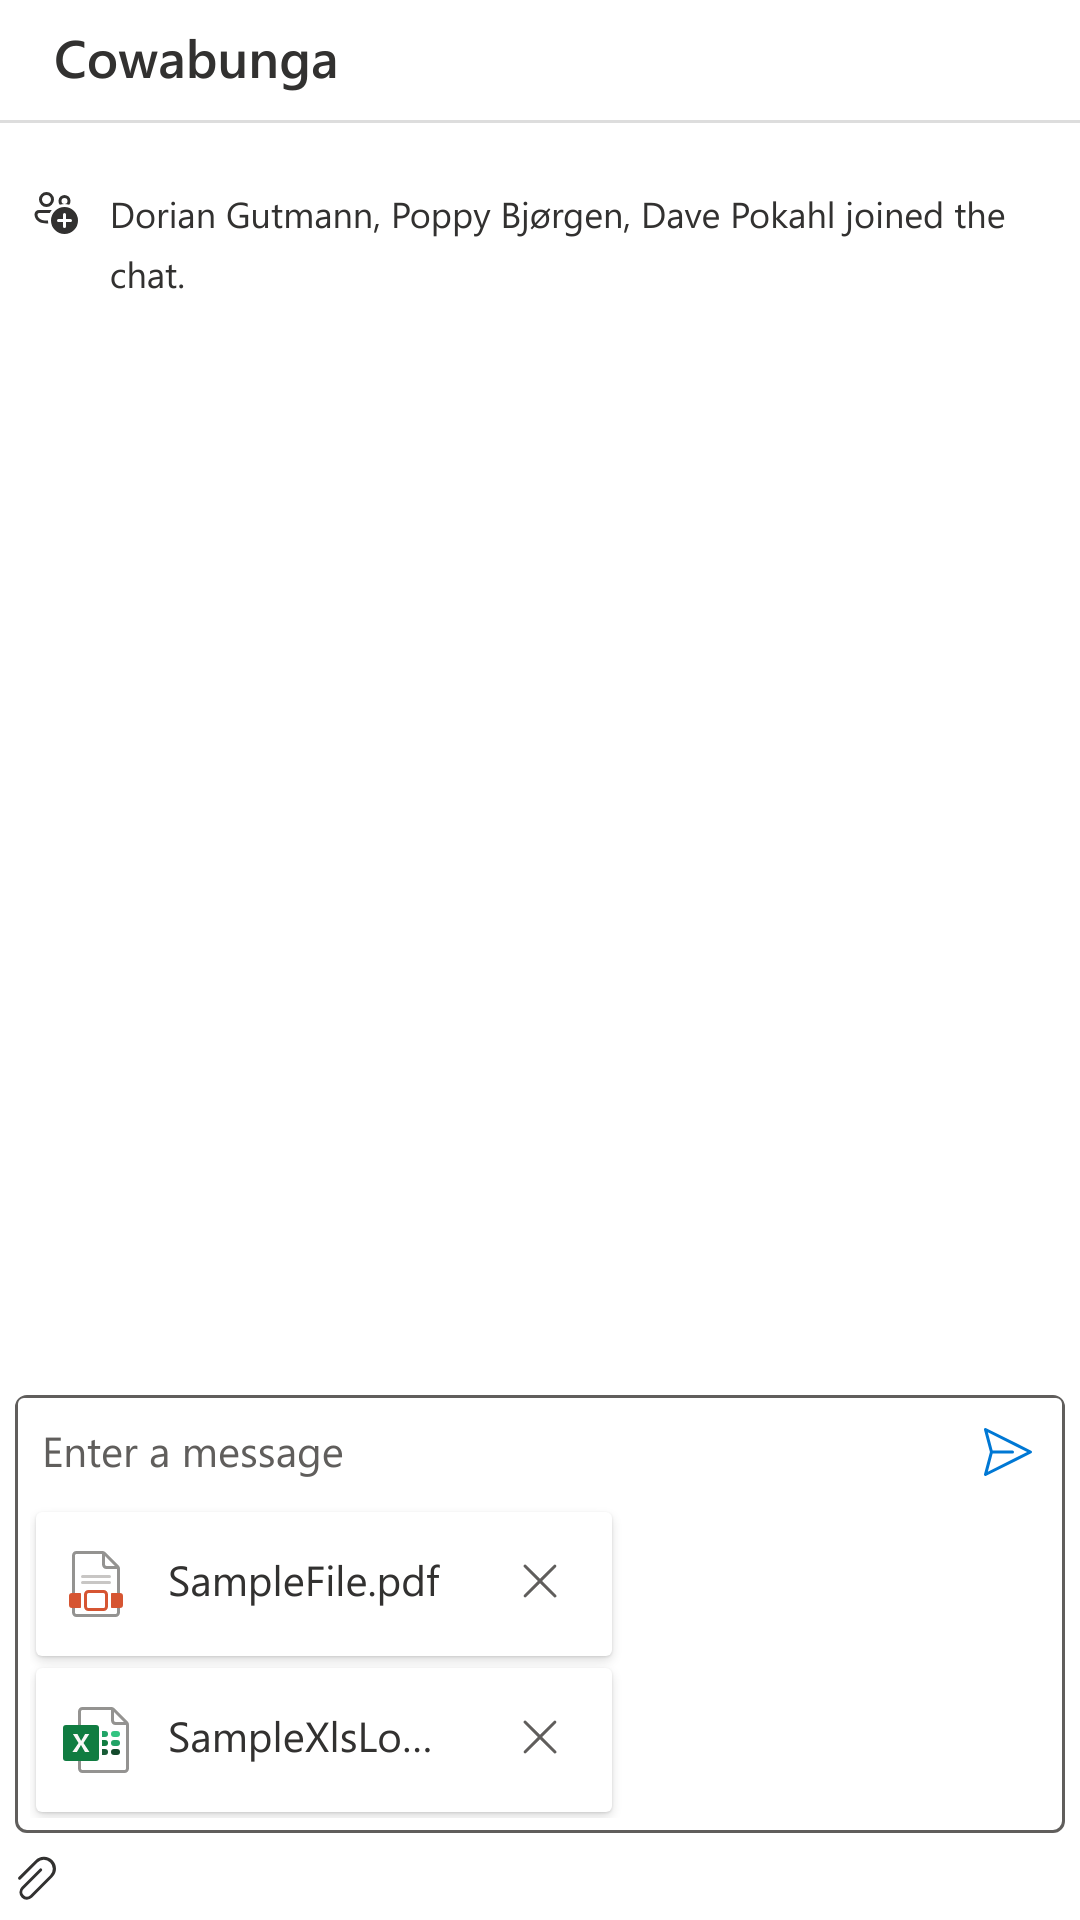 Cowabunga
Dorian Gutmann, Poppy Bjørgen, Dave Pokahl joined the
chat.
Enter a message
SampleFile.pdf
X
SampleXlsLo...